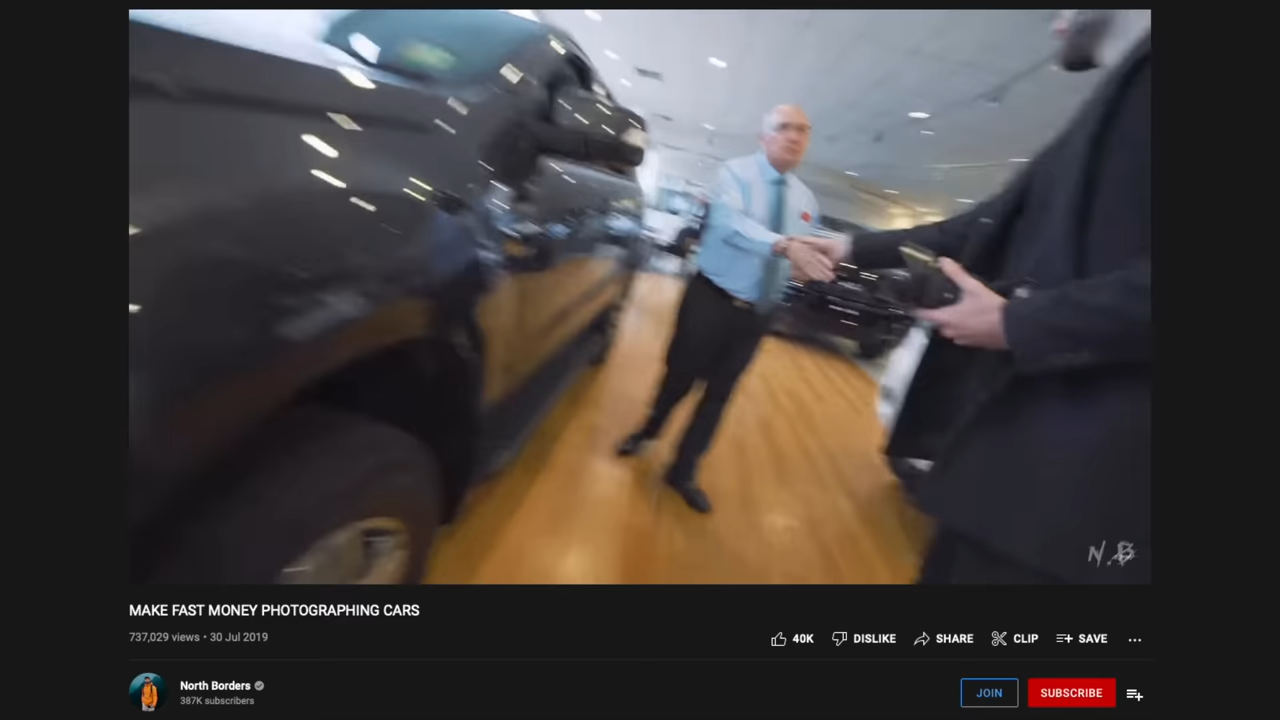 N.B
MAKE FAST MONEY PHOTOGRAPHING CARS
737,029 views • 30 Jul 2019
40K DISLIKE SHARE CLIP SAVE ...
North Borders
387K subscribers
JOIN SUBSCRIBE